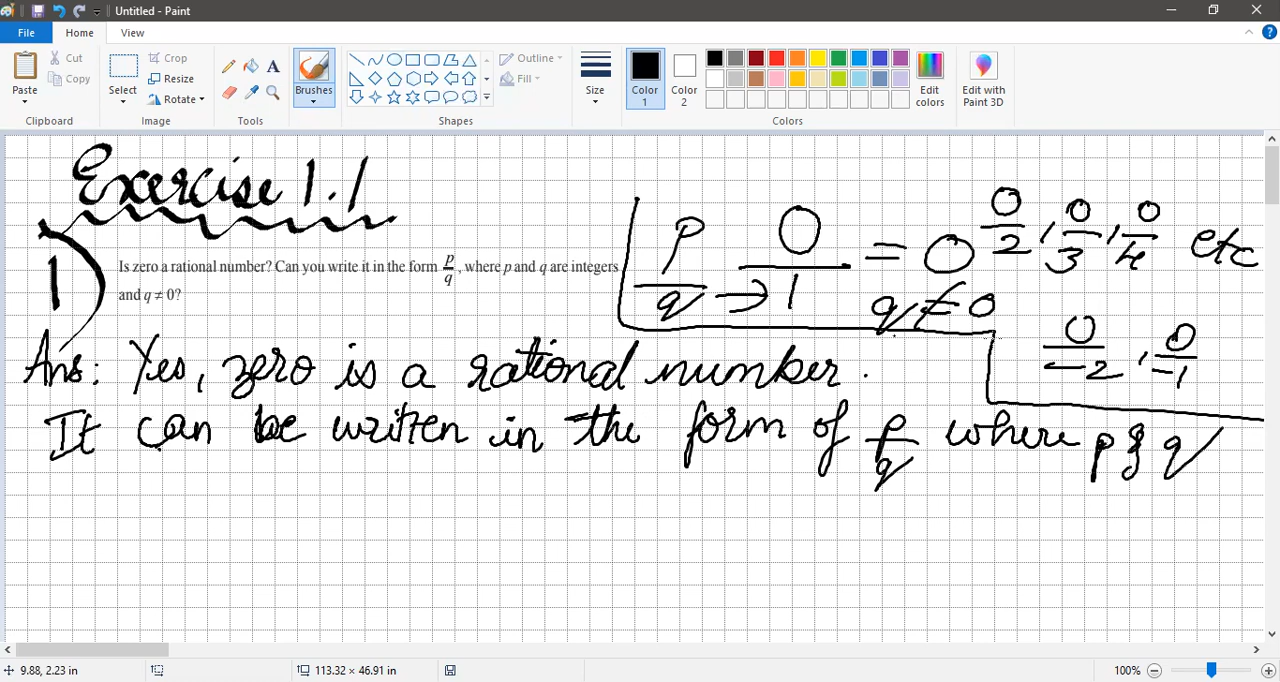 Untitled - Paint
File Home View
Paste
Cut
Copy
Clipboard
Select
Crop
Resize
Rotate
Image
Tools
Brushes
Shapes
Outline
Fill
Size
Color 1
Color 2
Edit colors
Colors
Edit with Paint 3D
Exercise 1.1
1) Is zero a rational number? Can you write it in the form p/q, where p and q are integers
and q ≠ 0?
p/q → 0/1 = 0
q ≠ 0
0/2, 0/3, 0/4 etc
0/-2, 0/-1
Ans: Yes, zero is a rational number.
It can be written in the form of p/q where p & q
9.88, 2.23 in
113.32 × 46.91 in
100%